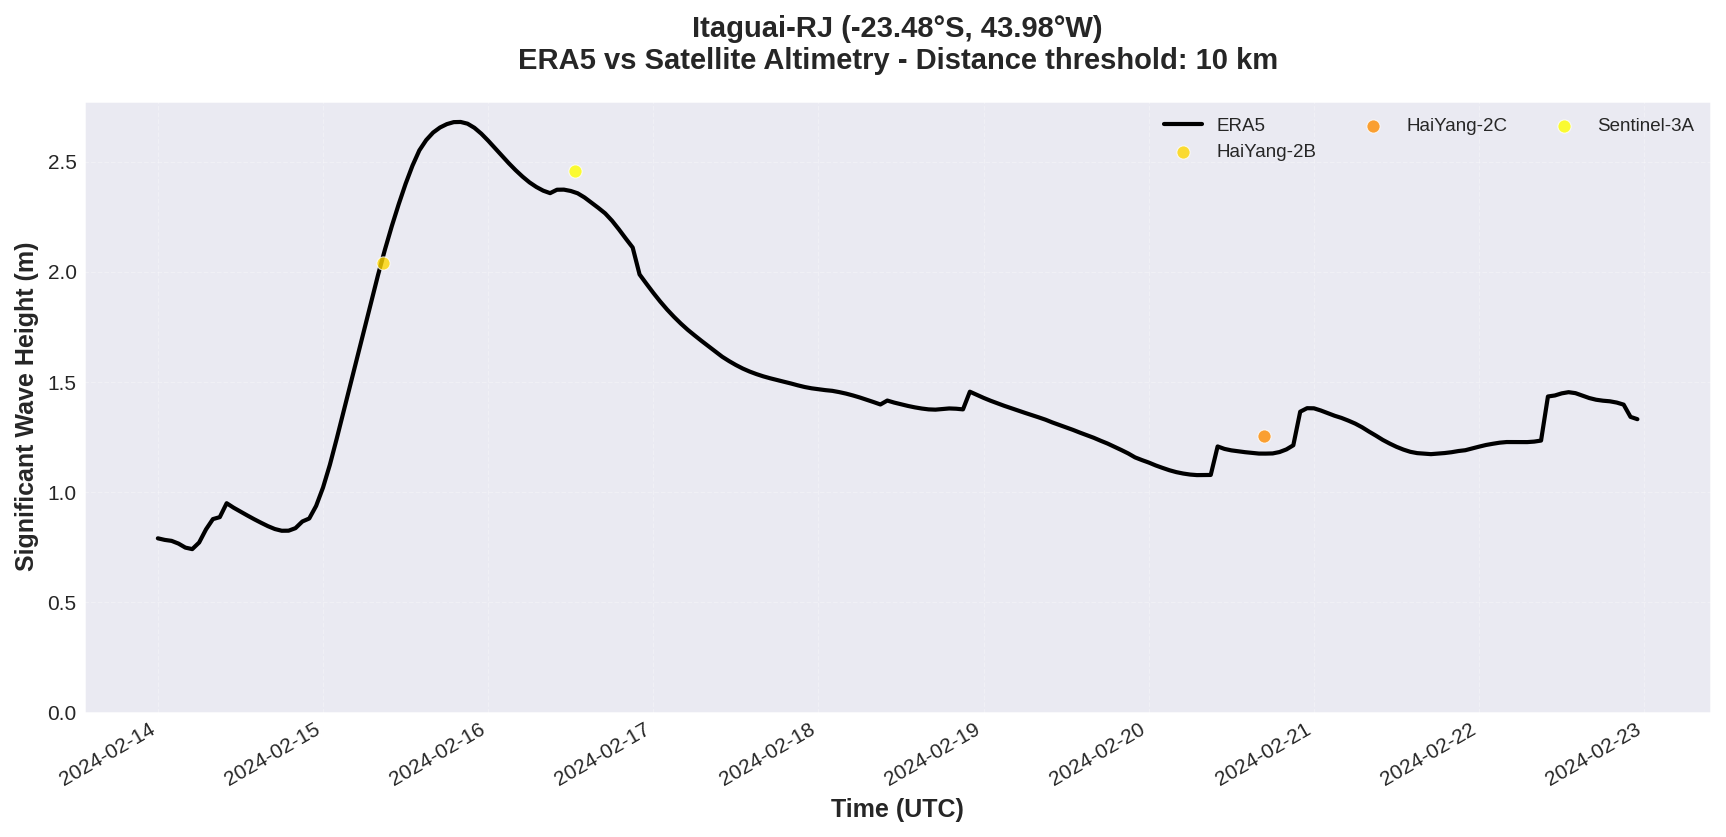 Itaguai-RJ (-23.48°S, 43.98°W)
ERA5 vs Satellite Altimetry - Distance threshold: 10 km
ERA5
HaiYang-2B
HaiYang-2C
Sentinel-3A
Significant Wave Height (m)
2.5
2.0
1.5
1.0
0.5
0.0
2024-02-14
2024-02-15
2024-02-16
2024-02-17
2024-02-18
2024-02-19
2024-02-20
2024-02-21
2024-02-22
2024-02-23
Time (UTC)